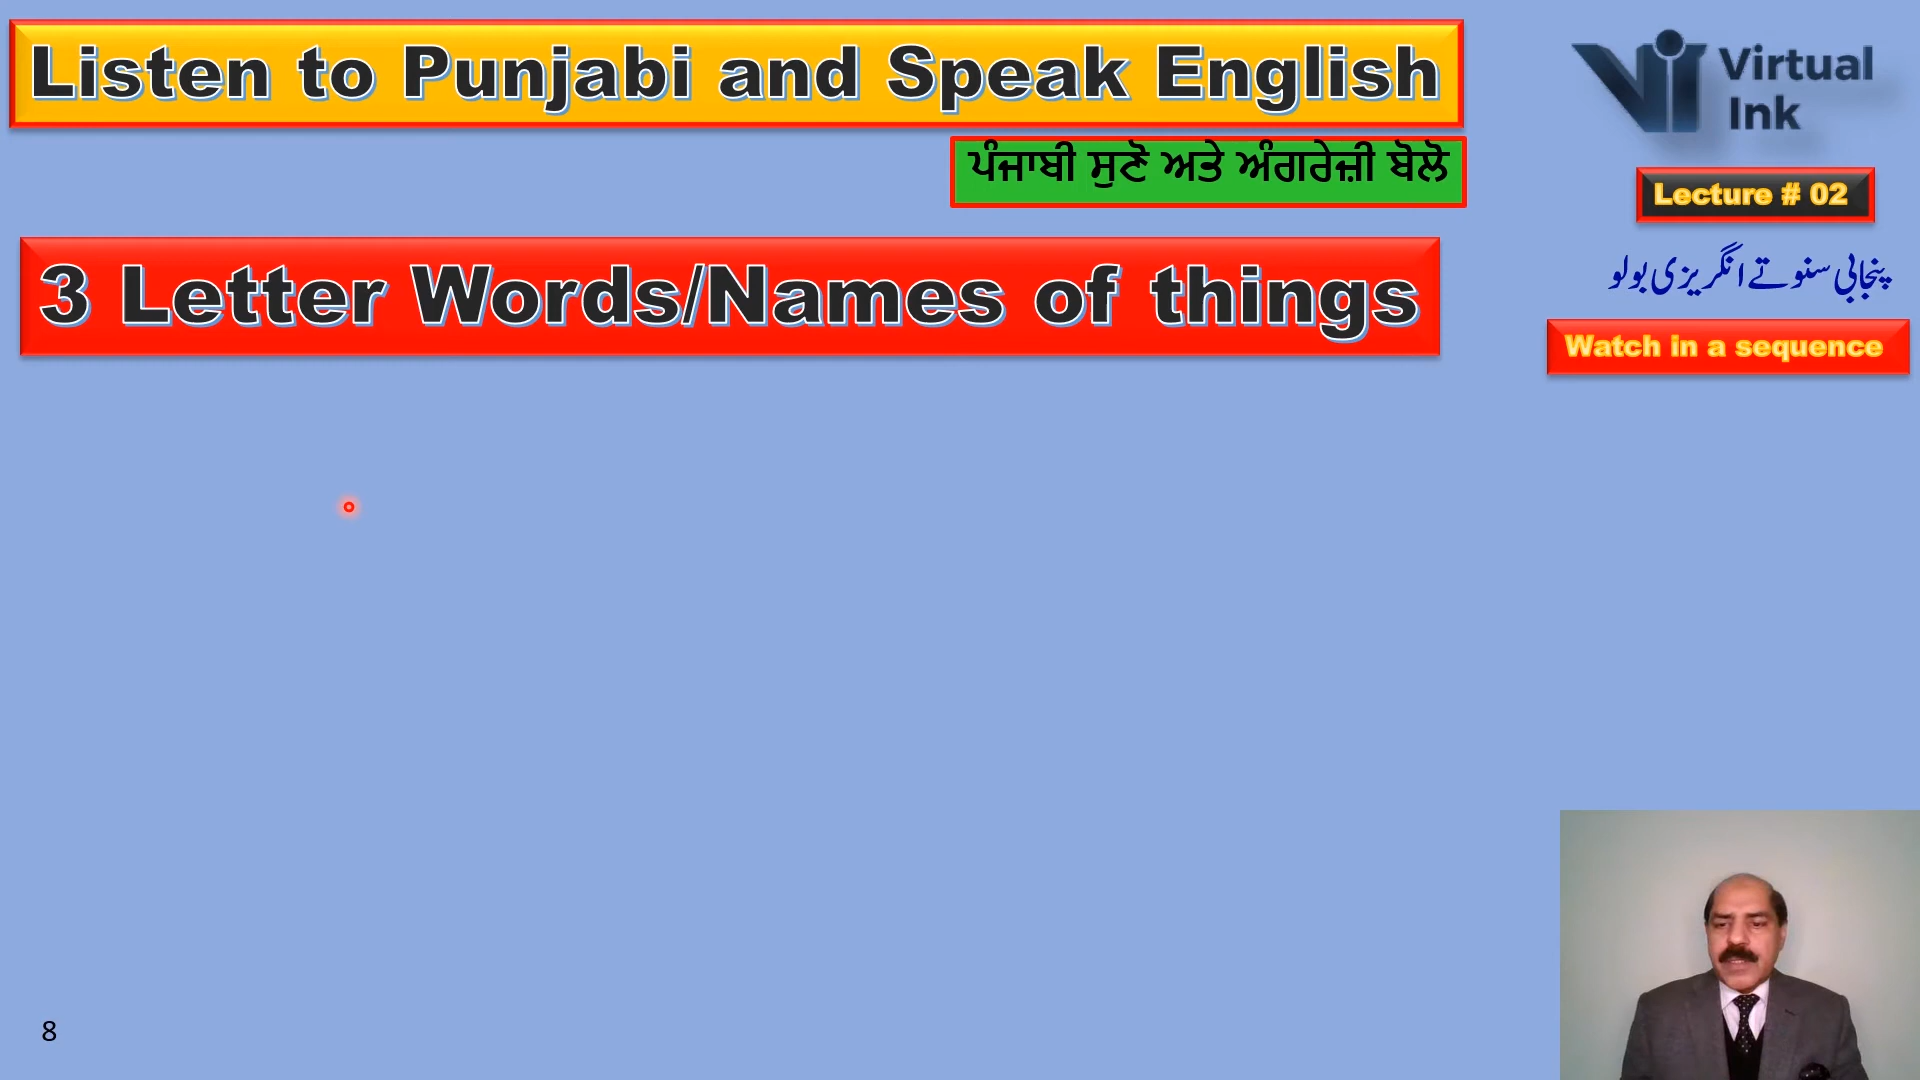 Listen to Punjabi and Speak English
Virtual
Ink
ਪੰਜਾਬੀ ਸੁਣੋ ਅਤੇ ਅੰਗਰੇਜ਼ੀ ਬੋਲੋ
Lecture # 02
پنجابی سنو تے انگریزی بولو
3 Letter Words/Names of things
Watch in a sequence
8